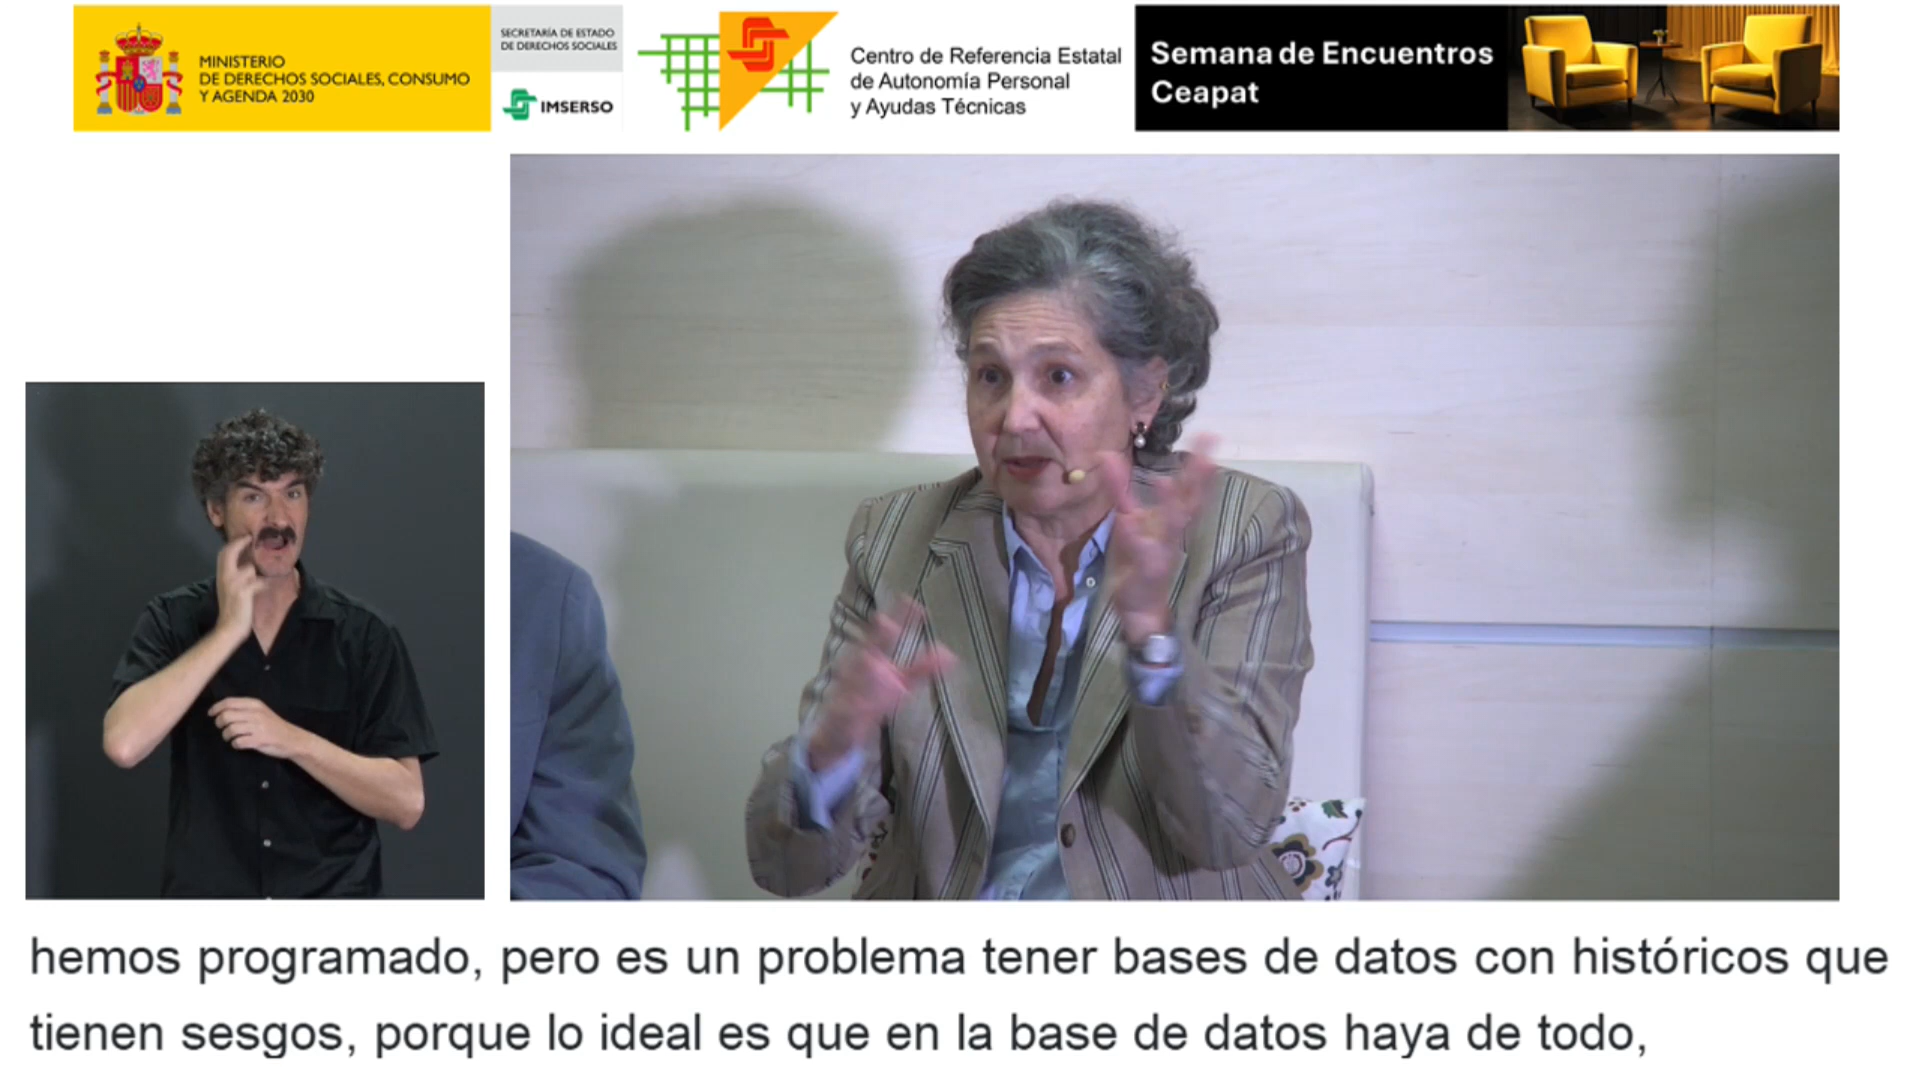 MINISTERIO
DE DERECHOS SOCIALES, CONSUMO
Y AGENDA 2030
SECRETARÍA DE ESTADO
DE DERECHOS SOCIALES
IMSERSO
Centro de Referencia Estatal
de Autonomía Personal
y Ayudas Técnicas
Semana de Encuentros
Ceapat
hemos programado, pero es un problema tener bases de datos con históricos que
tienen sesgos, porque lo ideal es que en la base de datos haya de todo,